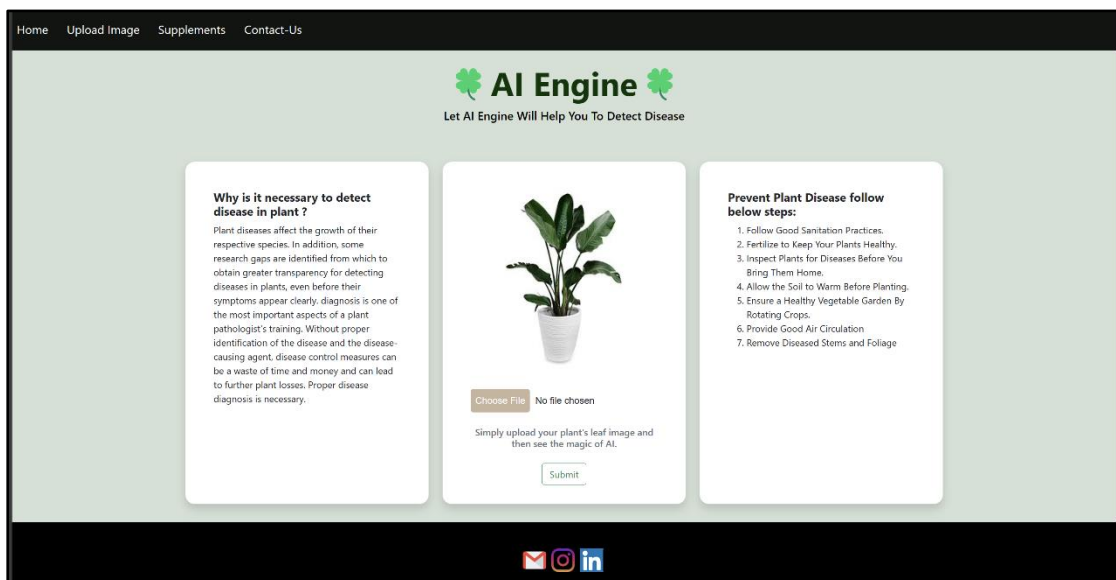 Home Upload Image Supplements Contact-Us
AI Engine
Let AI Engine Will Help You To Detect Disease
Why is it necessary to detect
disease in plant ?
Plant diseases affect the growth of their
respective species. In addition, some
research gaps are identified from which to
obtain greater transparency for detecting
diseases in plants, even before their
symptoms appear clearly. diagnosis is one of
the most important aspects of a plant
pathologist's training. Without proper
identification of the disease and the disease-
causing agent, disease control measures can
be a waste of time and money and can lead
to further plant losses. Proper disease
diagnosis is necessary.
Choose File No file chosen
Simply upload your plant's leaf image and
then see the magic of AI.
Submit
Prevent Plant Disease follow
below steps:
1. Follow Good Sanitation Practices.
2. Fertilize to Keep Your Plants Healthy.
3. Inspect Plants for Diseases Before You
Bring Them Home.
4. Allow the Soil to Warm Before Planting.
5. Ensure a Healthy Vegetable Garden By
Rotating Crops.
6. Provide Good Air Circulation
7. Remove Diseased Stems and Foliage
in